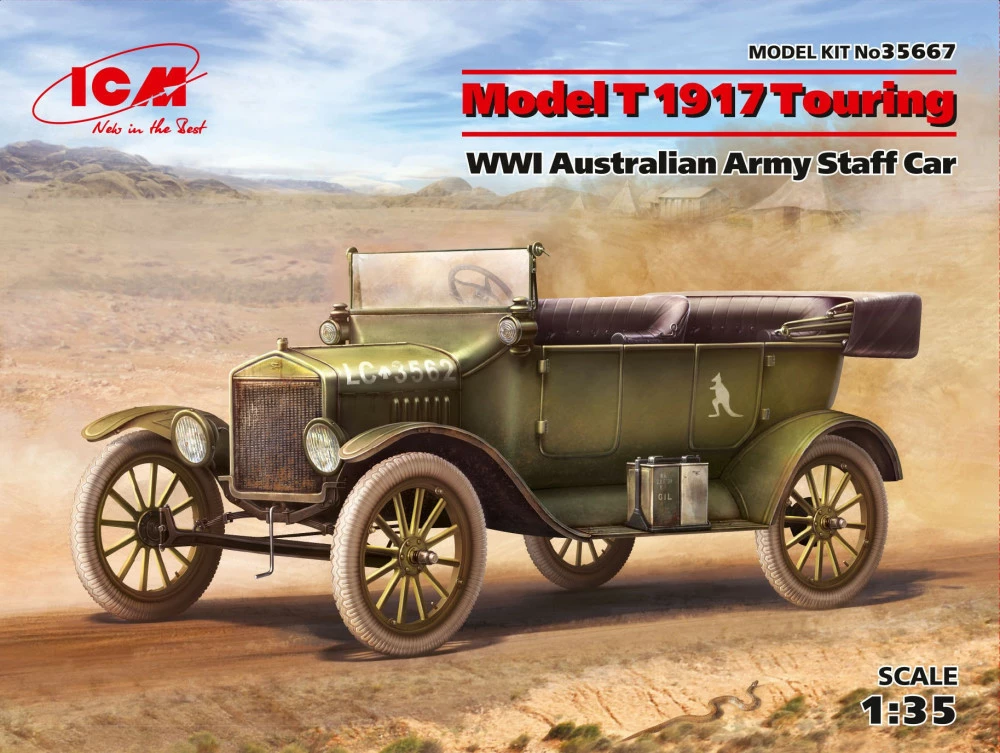 ICM
New in the Best
MODEL KIT No35667
Model T 1917 Touring
WWI Australian Army Staff Car
LC↑3562
OIL
SCALE
1:35